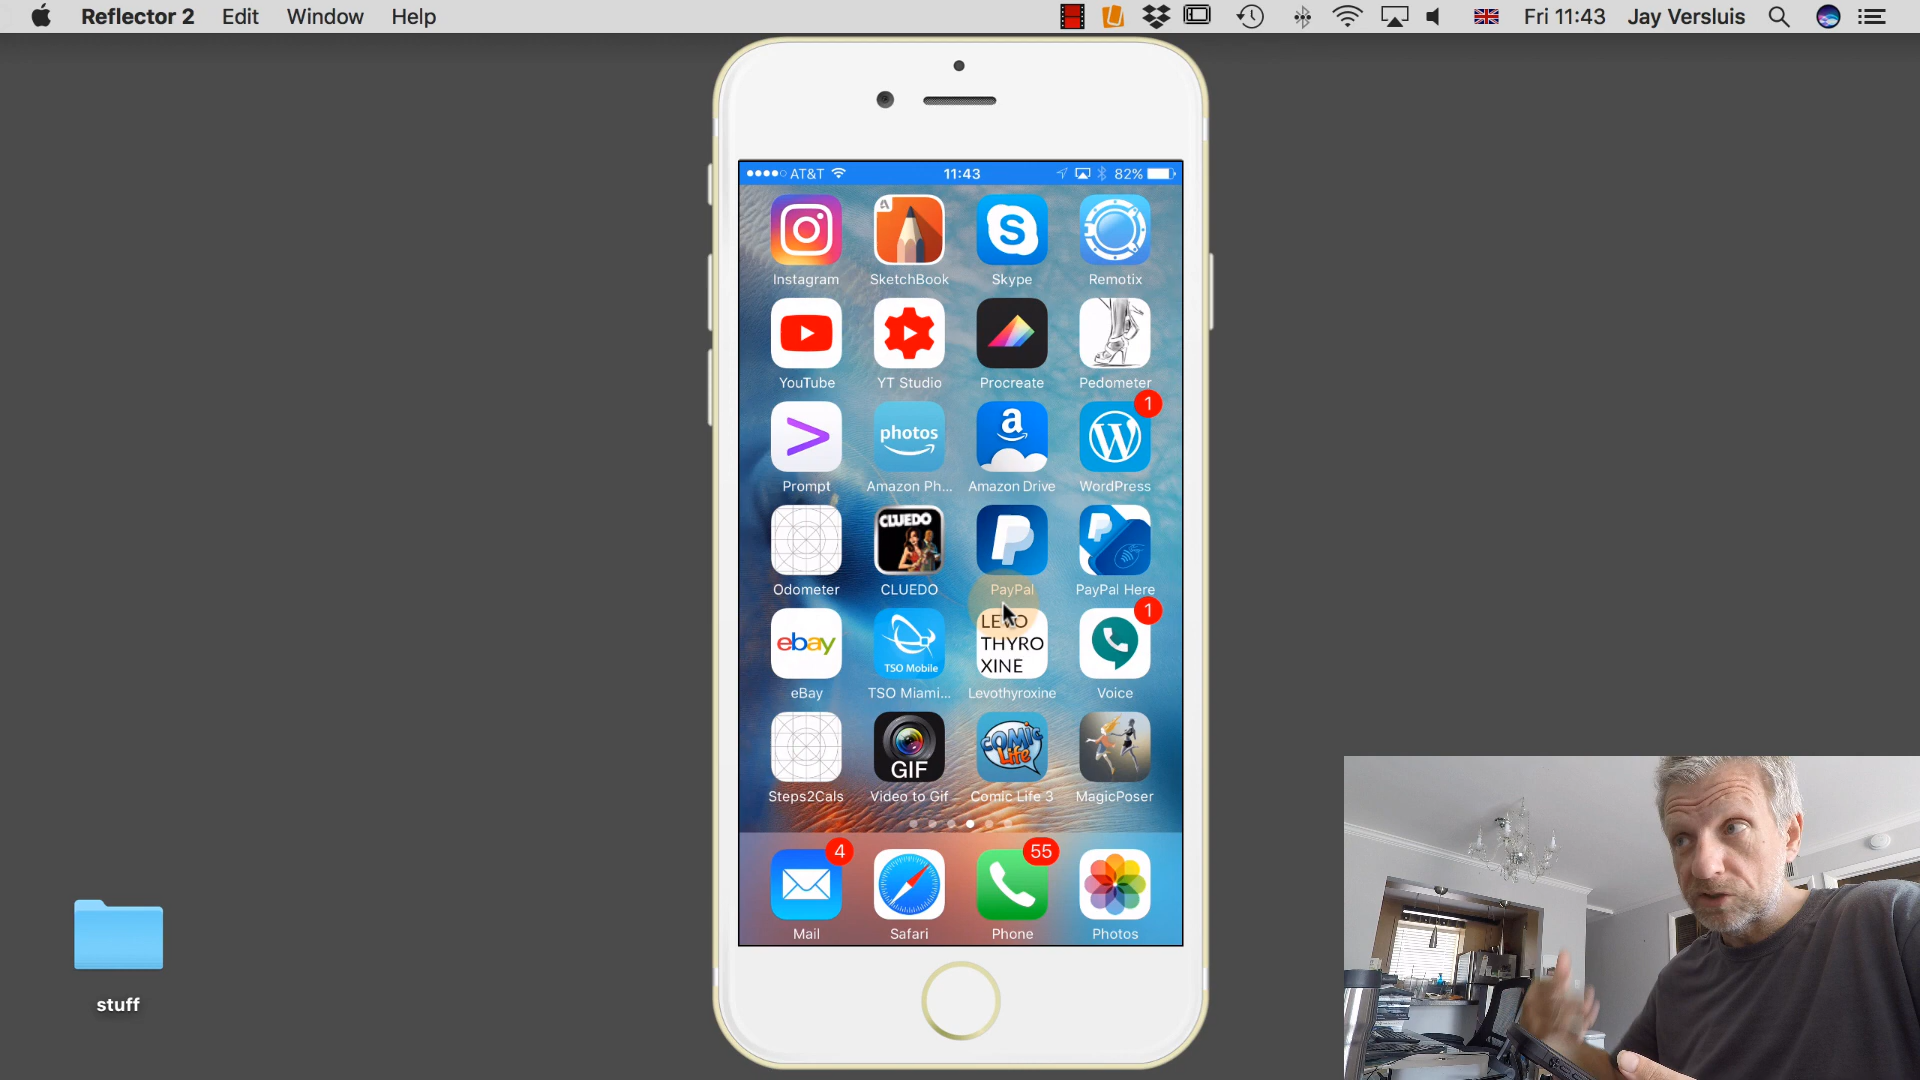 Reflector 2 Edit Window Help Fri 11:43 Jay Versluis
AT&T 11:43 82%
Instagram SketchBook Skype Remotix
YouTube YT Studio Procreate Pedometer
1
photos a
Prompt Amazon Ph... Amazon Drive WordPress
CLUEDO
Odometer CLUEDO PayPal PayPal Here
1
ebay TSO Mobile LEVO
THYRO
XINE
eBay TSO Miami... Levothyroxine Voice
GIF COMIC Life
Steps2Cals Video to Gif Comic Life 3 MagicPoser
4 55
Mail Safari Phone Photos
stuff